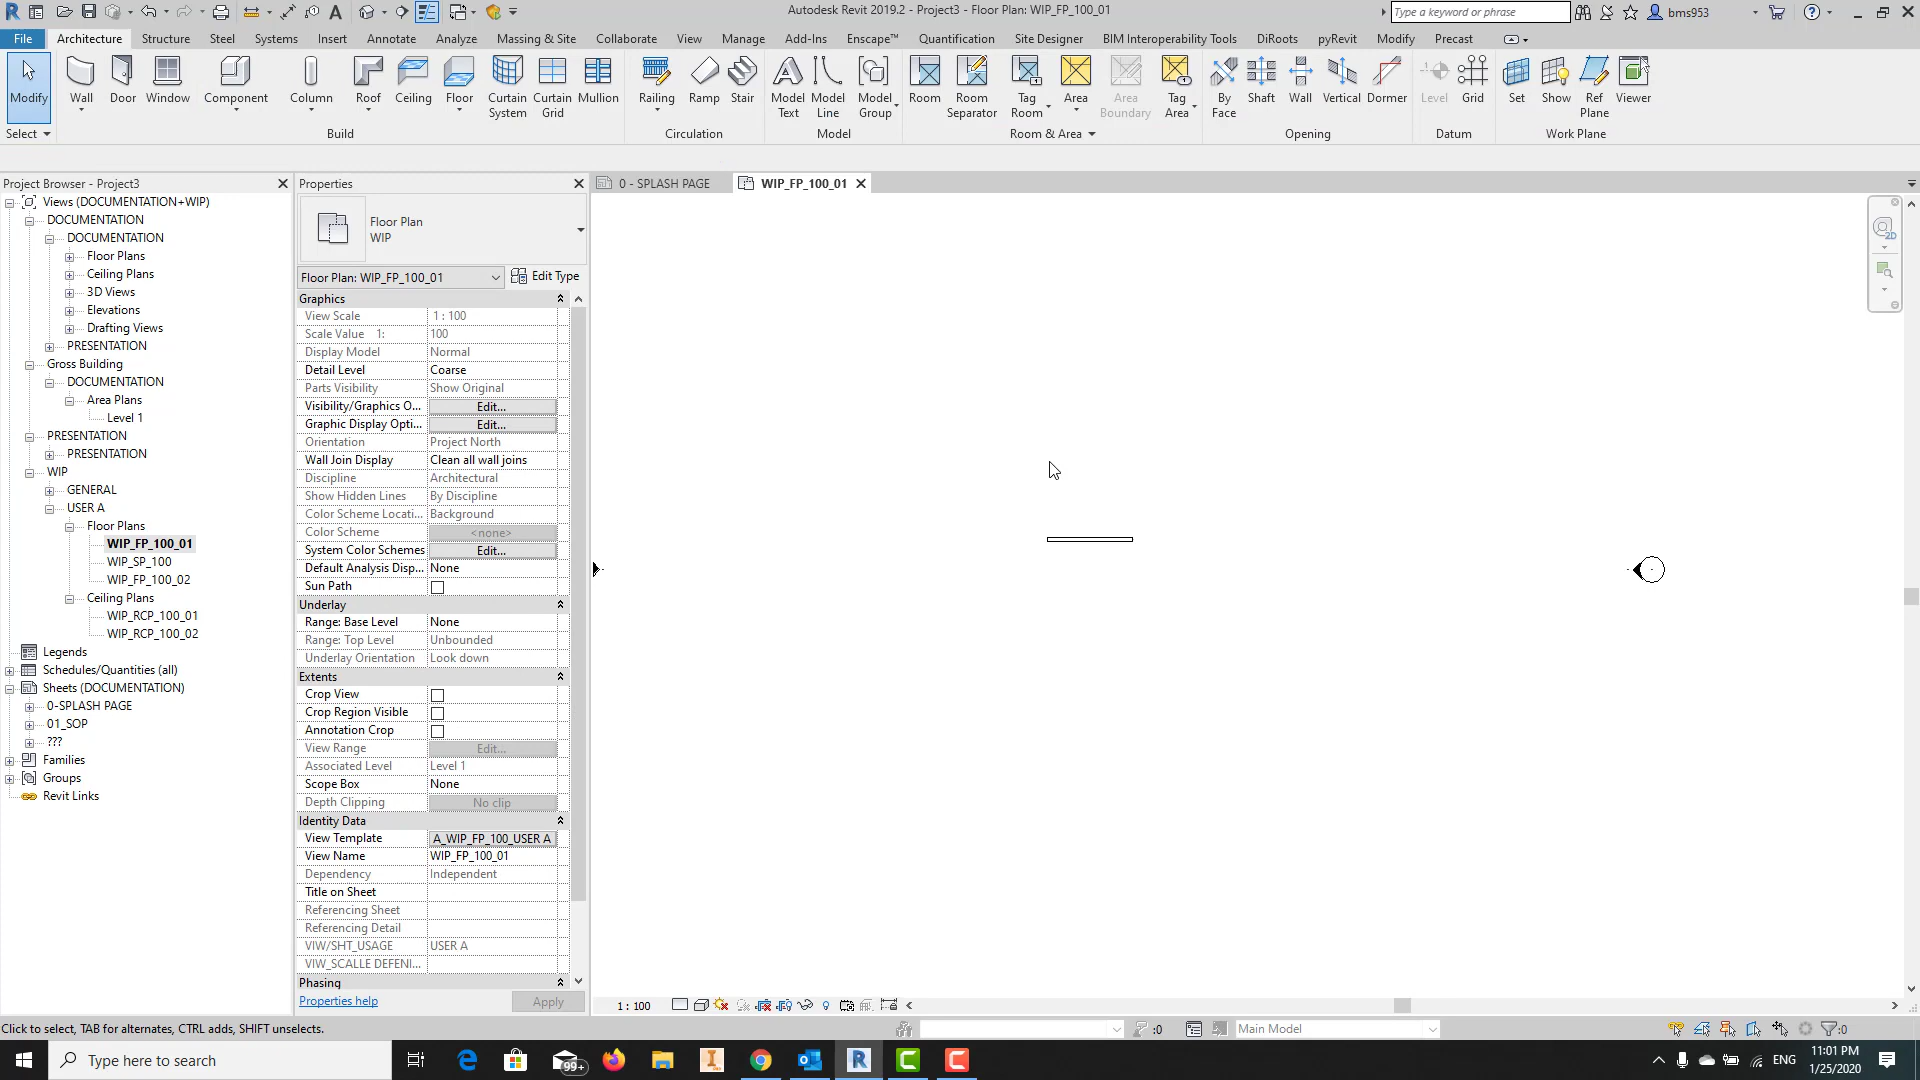 Autodesk Revit 2019.2 - Project3 - Floor Plan: WIP_FP_100_01
Type a keyword or phrase
bms953
File Architecture Structure Steel Systems Insert Annotate Analyze Massing & Site Collaborate View Manage Add-Ins Enscape™ Quantification Site Designer BIM Interoperability Tools DiRoots pyRevit Modify Precast
Modify Wall Door Window Component Column Roof Ceiling Floor Curtain System Curtain Grid Mullion Railing Ramp Stair Model Text Model Line Model Group Room Room Separator Tag Room Area Area Boundary Tag Area By Face Shaft Wall Vertical Dormer Level Grid Set Show Ref Plane Viewer
Select Build Circulation Model Room & Area Opening Datum Work Plane
Project Browser - Project3
Views (DOCUMENTATION+WIP)
DOCUMENTATION
DOCUMENTATION
Floor Plans
Ceiling Plans
3D Views
Elevations
Drafting Views
PRESENTATION
Gross Building
DOCUMENTATION
Area Plans
Level 1
PRESENTATION
PRESENTATION
WIP
GENERAL
USER A
Floor Plans
WIP_FP_100_01
WIP_SP_100
WIP_FP_100_02
Ceiling Plans
WIP_RCP_100_01
WIP_RCP_100_02
Legends
Schedules/Quantities (all)
Sheets (DOCUMENTATION)
0-SPLASH PAGE
01_SOP
???
Families
Groups
Revit Links
Properties
Floor Plan
WIP
Floor Plan: WIP_FP_100_01 Edit Type
Graphics
View Scale 1 : 100
Scale Value 1: 100
Display Model Normal
Detail Level Coarse
Parts Visibility Show Original
Visibility/Graphics O... Edit...
Graphic Display Opti... Edit...
Orientation Project North
Wall Join Display Clean all wall joins
Discipline Architectural
Show Hidden Lines By Discipline
Color Scheme Locati... Background
Color Scheme <none>
System Color Schemes Edit...
Default Analysis Disp... None
Sun Path
Underlay
Range: Base Level None
Range: Top Level Unbounded
Underlay Orientation Look down
Extents
Crop View
Crop Region Visible
Annotation Crop
View Range Edit...
Associated Level Level 1
Scope Box None
Depth Clipping No clip
Identity Data
View Template A_WIP_FP_100_USER A
View Name WIP_FP_100_01
Dependency Independent
Title on Sheet
Referencing Sheet
Referencing Detail
VIW/SHT_USAGE USER A
VIW_SCALLE DEFENI...
Phasing
Properties help Apply
0 - SPLASH PAGE WIP_FP_100_01
2D
1 : 100
Click to select, TAB for alternates, CTRL adds, SHIFT unselects.
:0
Main Model
:0
Type here to search
99+
ENG
11:01 PM
1/25/2020